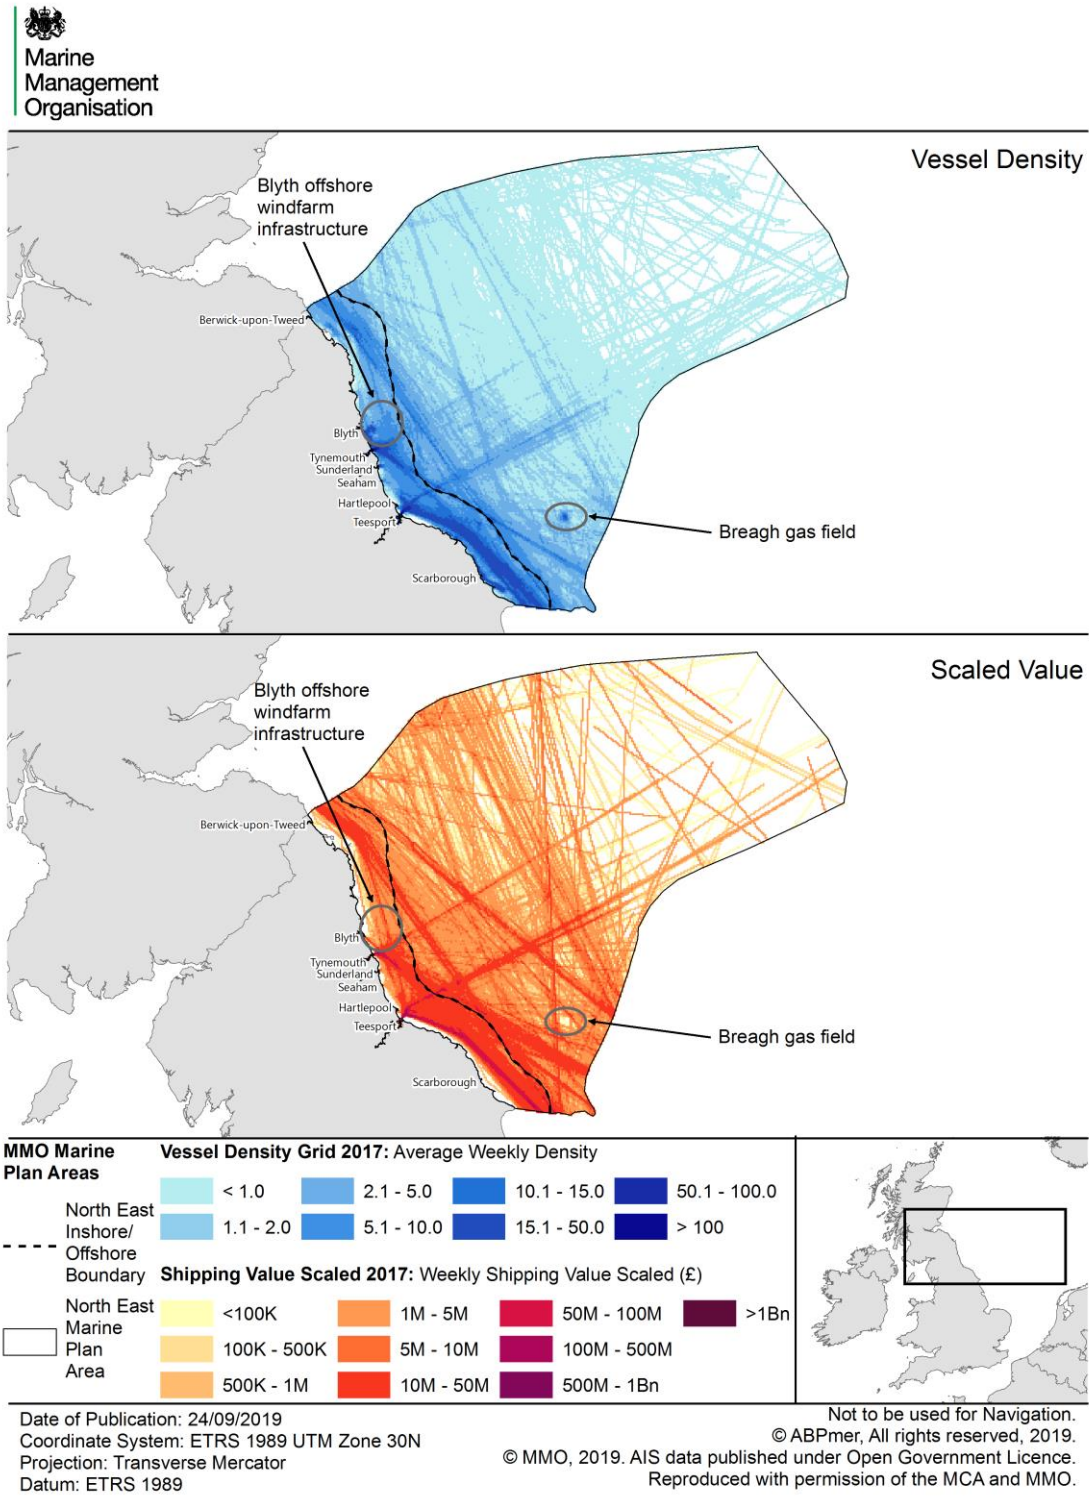 Marine
Management
Organisation
Vessel Density
Blyth offshore
windfarm
infrastructure
Berwick-upon-Tweed
Blyth
Tynemouth
Sunderland
Seaham
Hartlepool
Teesport
Breagh gas field
Scarborough
Scaled Value
Blyth offshore
windfarm
infrastructure
Berwick-upon-Tweed
Blyth
Tynemouth
Sunderland
Seaham
Hartlepool
Teesport
Breagh gas field
Scarborough
MMO Marine
Plan Areas
North East
Inshore/
Offshore
Boundary
North East
Marine
Plan
Area
Vessel Density Grid 2017: Average Weekly Density
< 1.0
2.1 - 5.0
10.1 - 15.0
50.1 - 100.0
1.1 - 2.0
5.1 - 10.0
15.1 - 50.0
> 100
Shipping Value Scaled 2017: Weekly Shipping Value Scaled (£)
<100K
1M - 5M
50M - 100M
>1Bn
100K - 500K
5M - 10M
100M - 500M
500K - 1M
10M - 50M
500M - 1Bn
Date of Publication: 24/09/2019
Coordinate System: ETRS 1989 UTM Zone 30N
Projection: Transverse Mercator
Datum: ETRS 1989
Not to be used for Navigation.
© ABPmer, All rights reserved, 2019.
© MMO, 2019. AIS data published under Open Government Licence.
Reproduced with permission of the MCA and MMO.